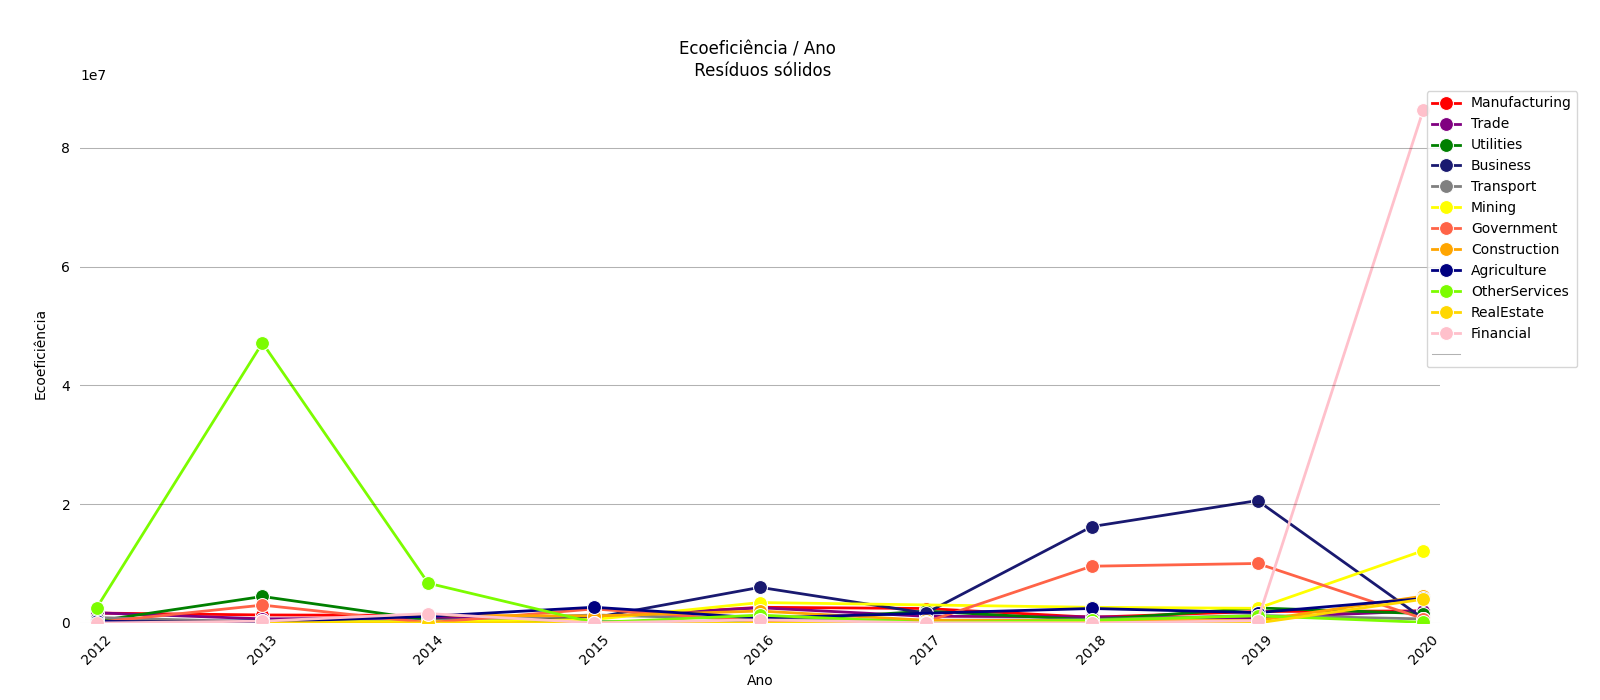 Ecoeficiência / Ano
Resíduos sólidos
1e7
8
6
4
2
0
Ecoeficiência
2012
2013
2014
2015
2016
2017
2018
2019
2020
Ano
Manufacturing
Trade
Utilities
Business
Transport
Mining
Government
Construction
Agriculture
OtherServices
RealEstate
Financial